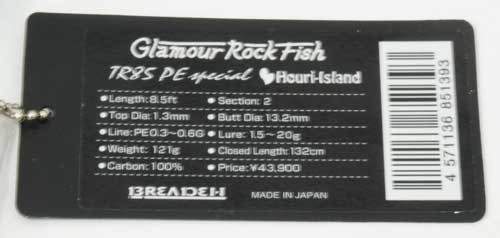 Glamour Rock Fish
TR85 PE special Houri-Island
Length: 8.5ft Section: 2
Top Dia: 1.3mm Butt Dia: 13.2mm
Line: PE0.3~0.6G Lure: 1.5~20g
Weight: 121g Closed Length: 132cm
Carbon: 100% Price: ¥43,900
BREADEN MADE IN JAPAN
4 571136 851393